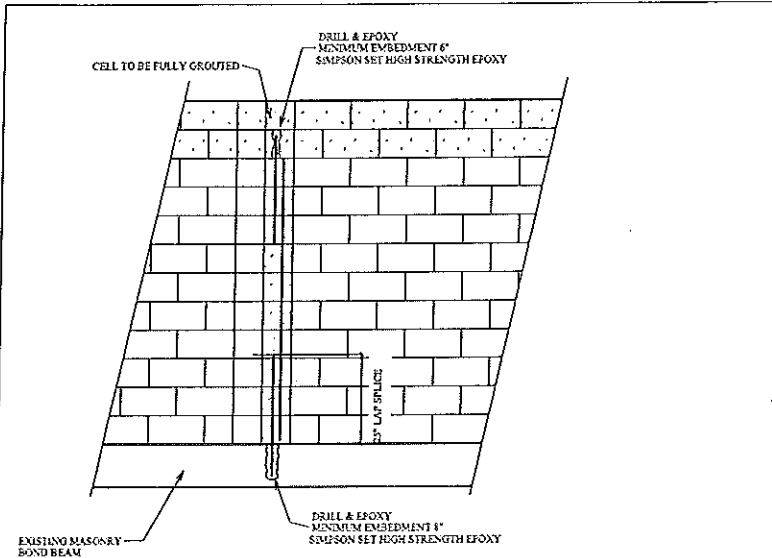 DRILL & EPOXY
MINIMUM EMBEDMENT 6"
SIMPSON SET HIGH STRENGTH EPOXY
CELL TO BE FULLY GROUTED
25" LAP SPLICE
DRILL & EPOXY
MINIMUM EMBEDMENT 8"
SIMPSON SET HIGH STRENGTH EPOXY
EXISTING MASONRY
BOND BEAM